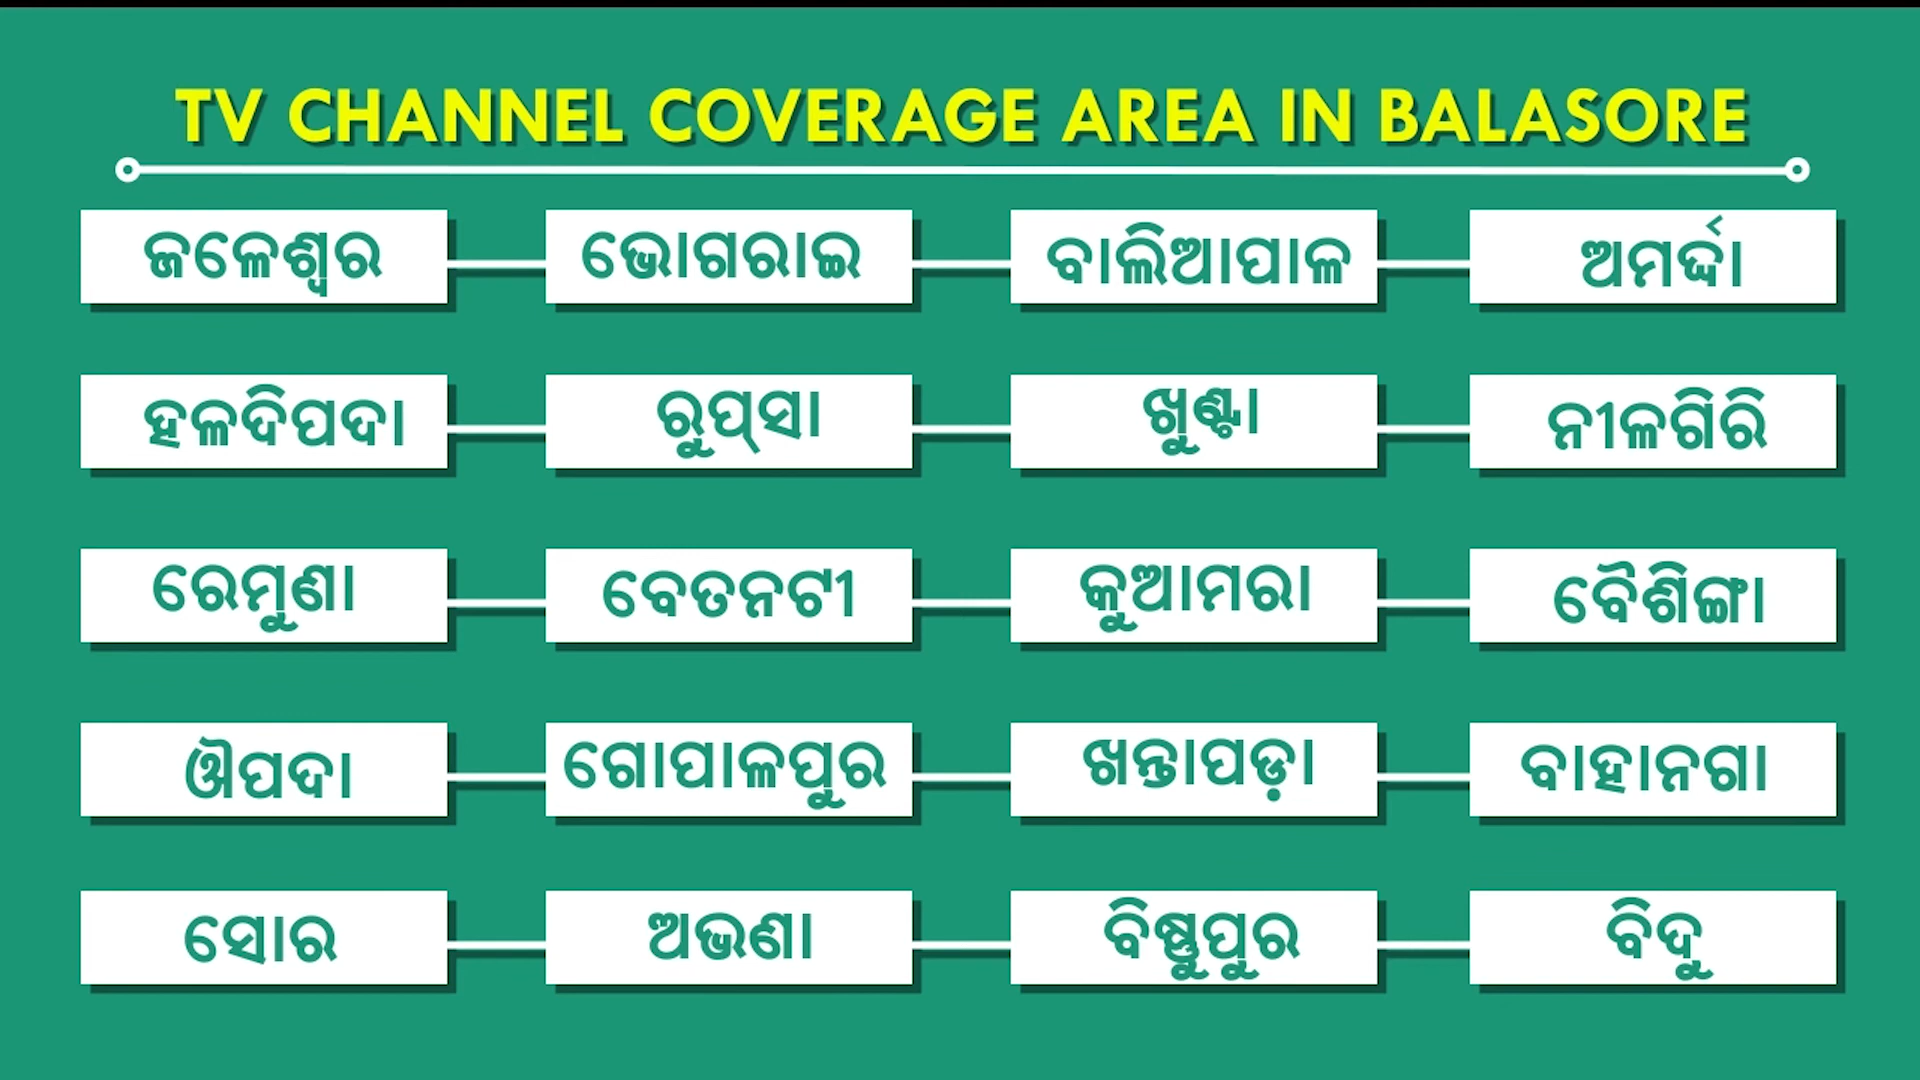 TV CHANNEL COVERAGE AREA IN BALASORE
ଜଳେଶ୍ଵର ଭୋଗରାଇ ବାଲିଆପାଳ ଅମର୍ଦ୍ଦା
ହଳଦିପଦା ରୁପ୍‌ସା ଖୁଣ୍ଟା ନୀଳଗିରି
ରେମୁଣା ବେତନଟୀ କୁଆମରା ବୈଶିଙ୍ଗା
ଔପଦା ଗୋପାଳପୁର ଖନ୍ତାପଡ଼ା ବାହାନଗା
ସୋର ଅଭଣା ବିଷ୍ଣୁପୁର ବିଦୁ